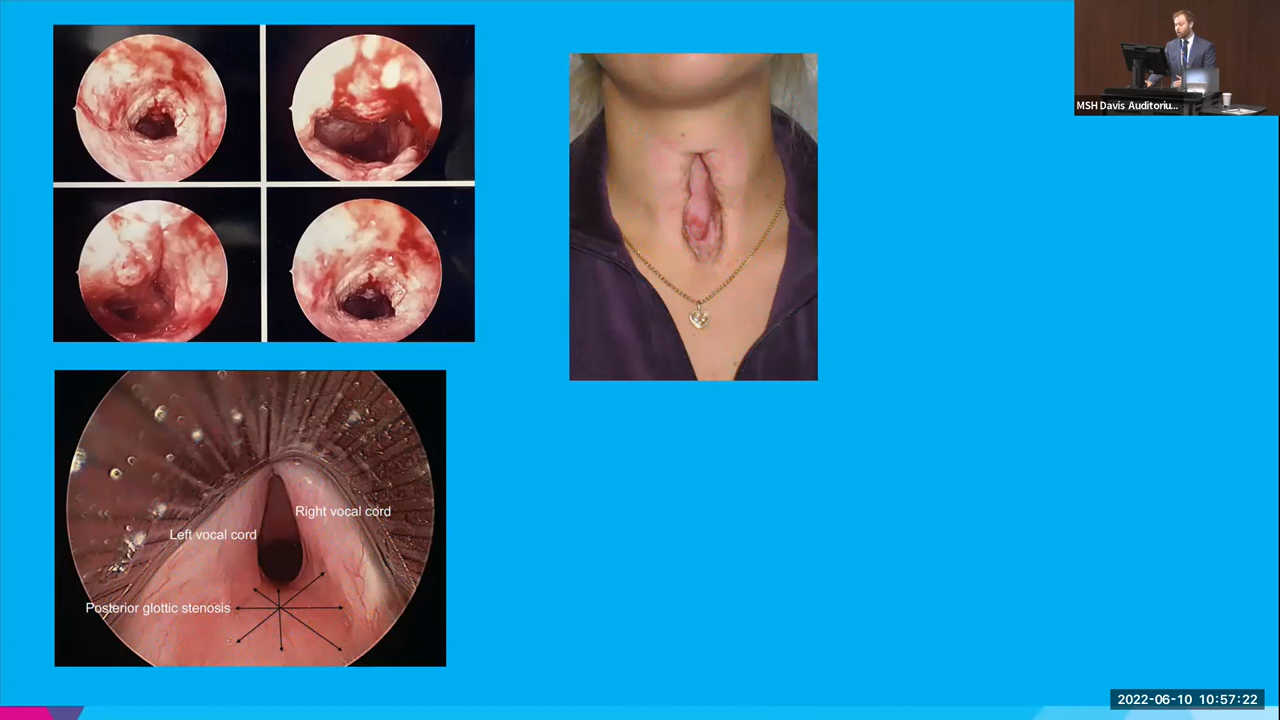 MSH Davis Auditoriu...
Right vocal cord
Left vocal cord
Posterior glottic stenosis
2022-06-10 10:57:22